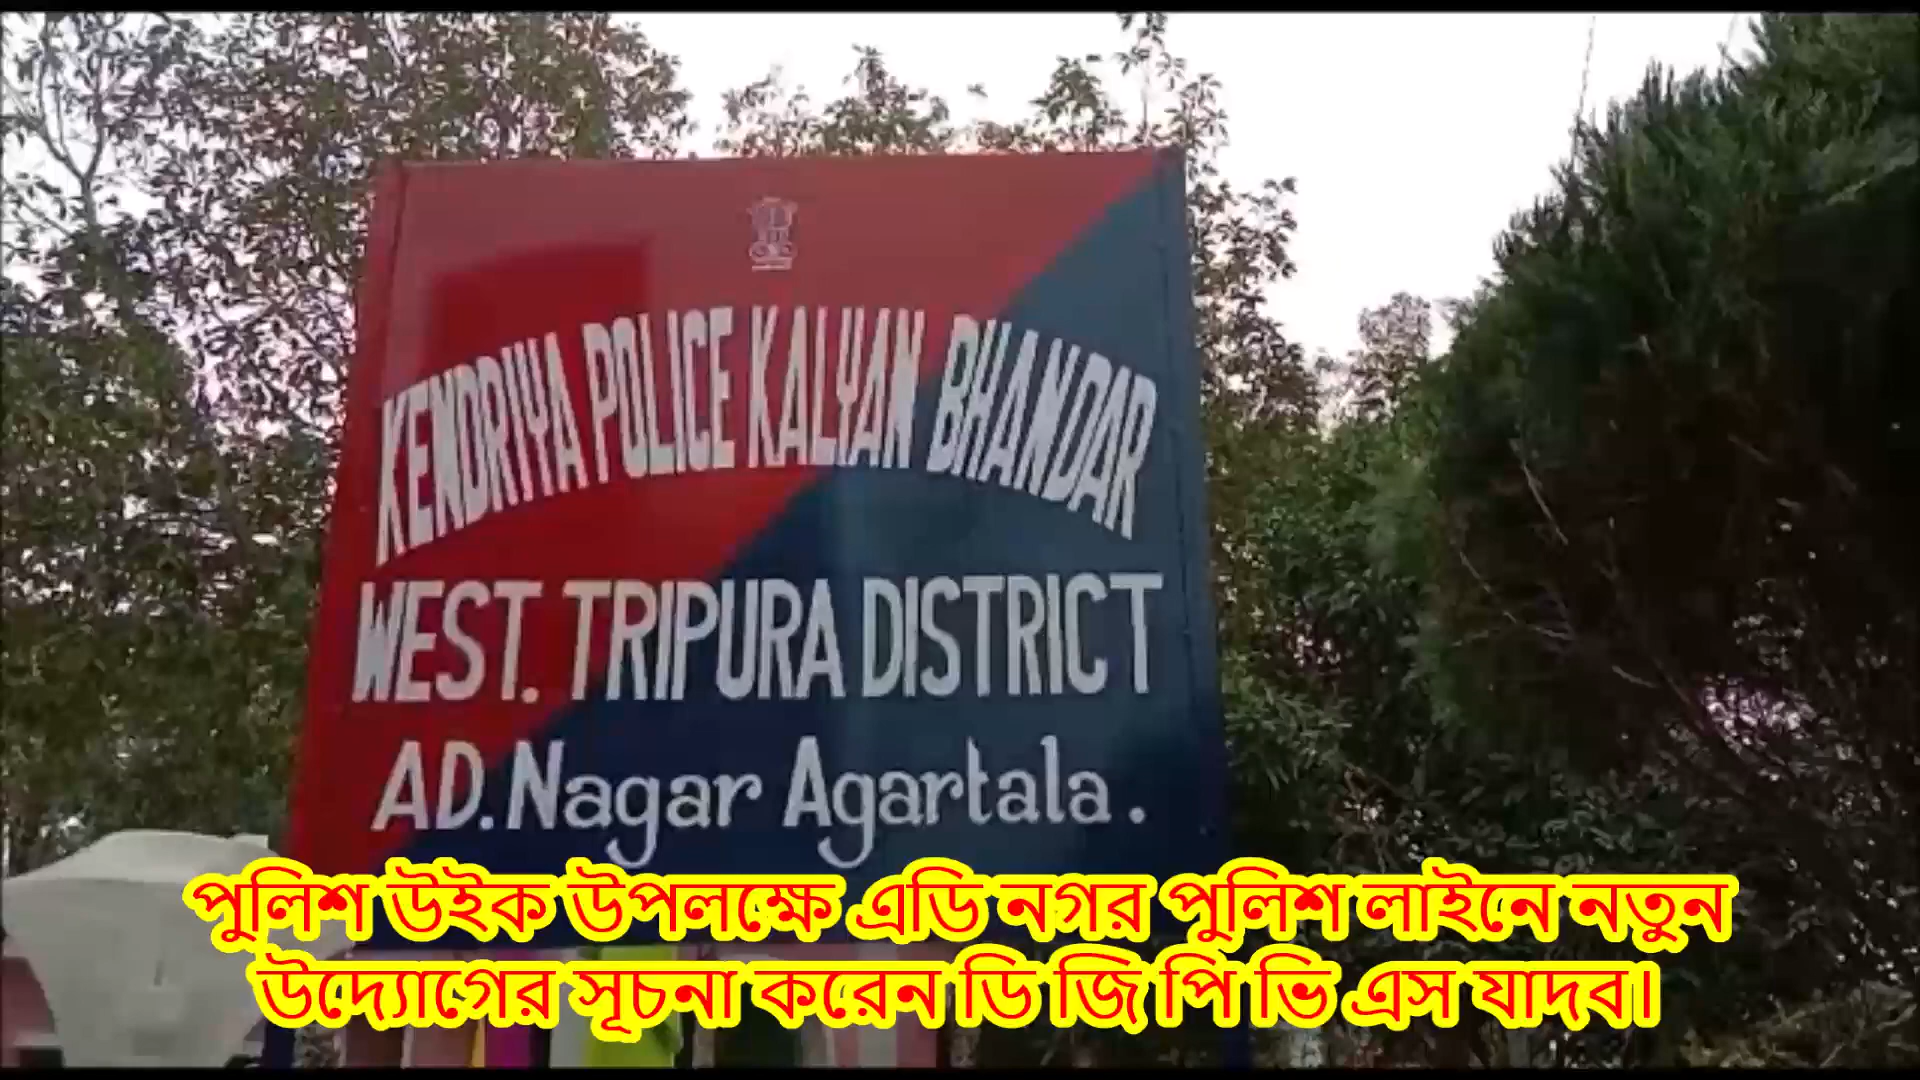 KENDRIYA POLICE KALYAN BHANDAR
WEST. TRIPURA DISTRICT
AD. Nagar Agartala.
পুলিশ উইক উপলক্ষে এডি নগর পুলিশ লাইনে নতুন
উদ্যোগের সূচনা করেন ডি জি পি ভি এস যাদব।